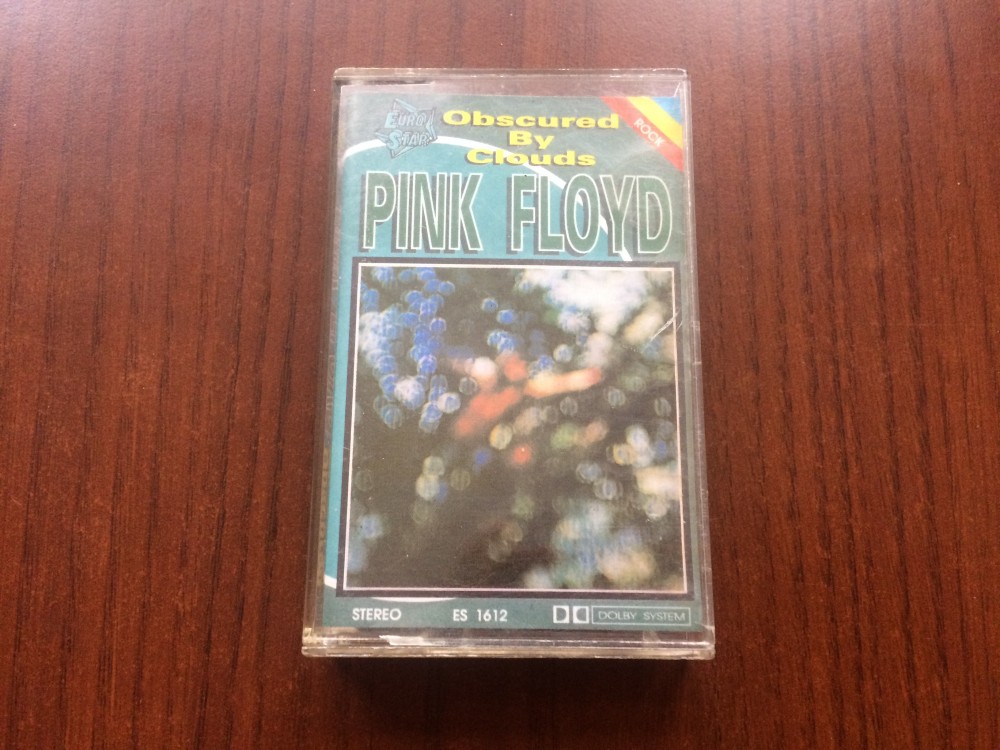 EURO
STAR
Obscured
By
Clouds
ROCK
PINK FLOYD
STEREO ES 1612 DOLBY SYSTEM